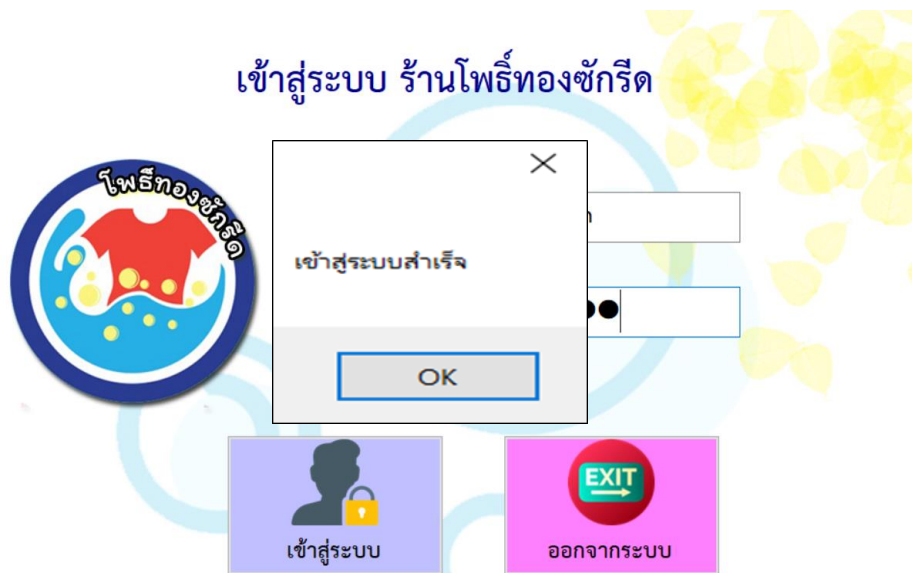 เข้าสู่ระบบ ร้านโพธิ์ทองซักรีด
โพธิ์ทองซักรีด
เข้าสู่ระบบสำเร็จ
OK
EXIT
เข้าสู่ระบบ
ออกจากระบบ